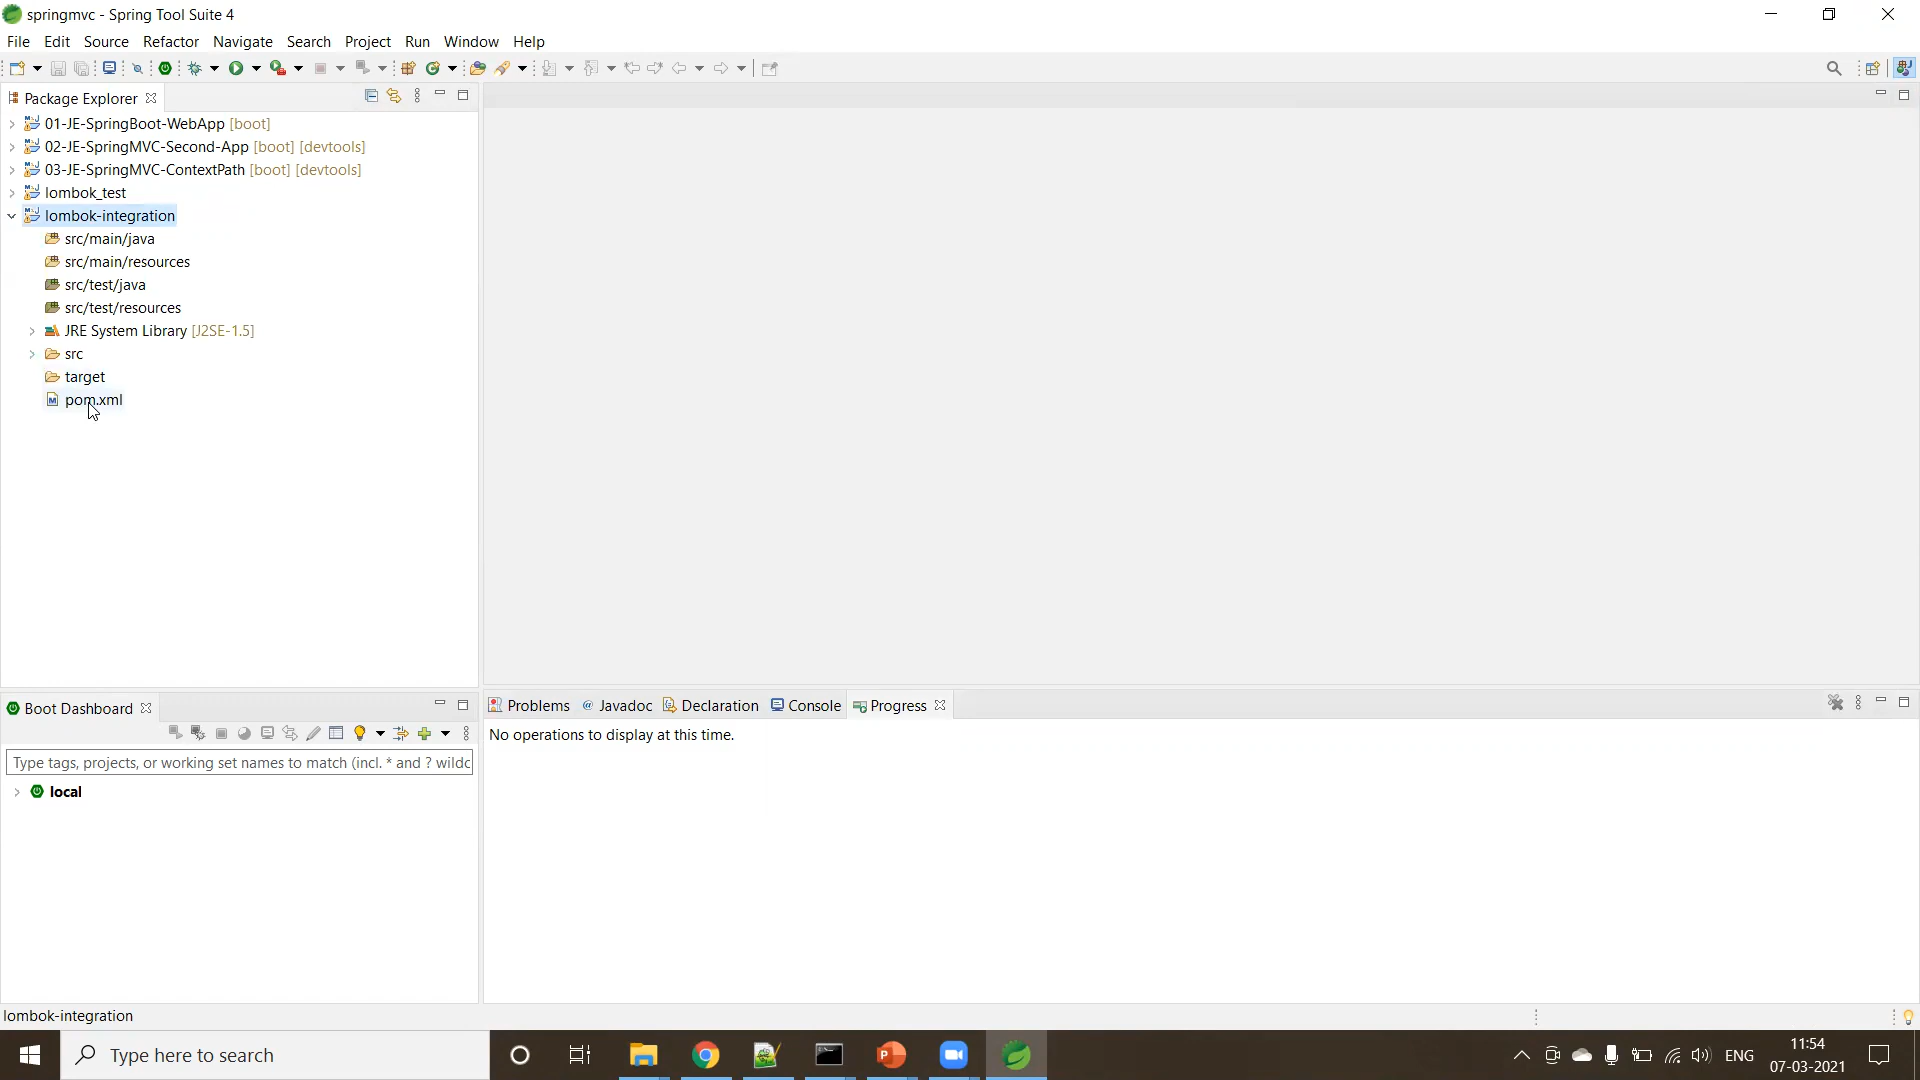 springmvc - Spring Tool Suite 4
File Edit Source Refactor Navigate Search Project Run Window Help
Package Explorer
01-JE-SpringBoot-WebApp [boot]
02-JE-SpringMVC-Second-App [boot] [devtools]
03-JE-SpringMVC-ContextPath [boot] [devtools]
lombok_test
lombok-integration
src/main/java
src/main/resources
src/test/java
src/test/resources
JRE System Library [J2SE-1.5]
src
target
pom.xml
Boot Dashboard
Type tags, projects, or working set names to match (incl. * and ? wildc
local
Problems @ Javadoc Declaration Console Progress
No operations to display at this time.
lombok-integration
Type here to search
ENG
11:54
07-03-2021